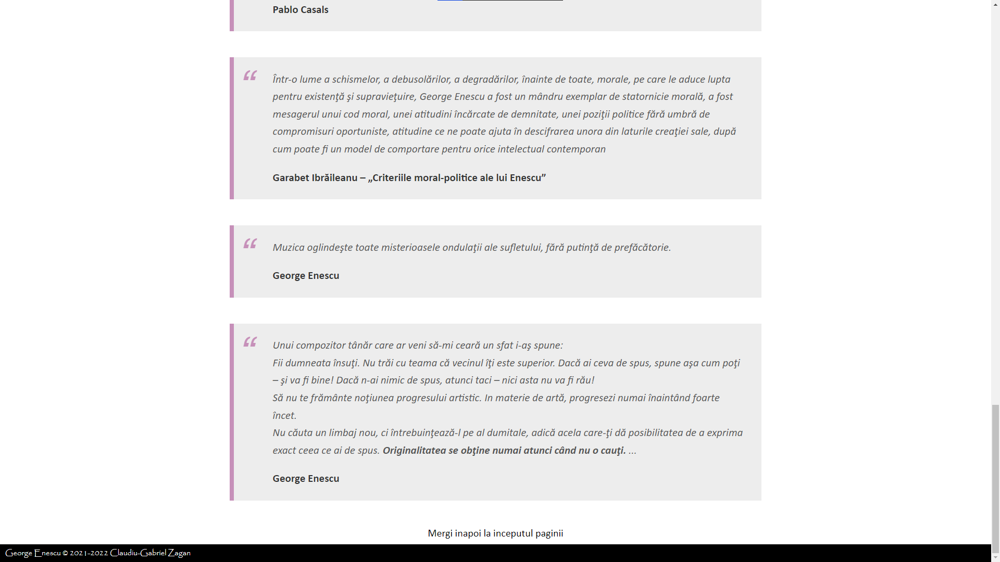 Pablo Casals
“
Într-o lume a schismelor, a debusolărilor, a degradărilor, înainte de toate, morale, pe care le aduce lupta
pentru existenţă şi supravieţuire, George Enescu a fost un mândru exemplar de statornicie morală, a fost
mesagerul unui cod moral, unei atitudini încărcate de demnitate, unei poziţii politice fără umbră de
compromisuri oportuniste, atitudine ce ne poate ajuta în descifrarea unora din laturile creaţiei sale, după
cum poate fi un model de comportare pentru orice intelectual contemporan
Garabet Ibrăileanu – „Criteriile moral-politice ale lui Enescu”
“
Muzica oglindeşte toate misterioasele ondulaţii ale sufletului, fără putinţă de prefăcătorie.
George Enescu
“
Unui compozitor tânăr care ar veni să-mi ceară un sfat i-aş spune:
Fii dumneata însuţi. Nu trăi cu teama că vecinul îţi este superior. Dacă ai ceva de spus, spune aşa cum poţi
– şi va fi bine! Dacă n-ai nimic de spus, atunci taci – nici asta nu va fi rău!
Să nu te frământe noţiunea progresului artistic. In materie de artă, progresezi numai înaintând foarte
încet.
Nu căuta un limbaj nou, ci întrebuinţează-l pe al dumitale, adică acela care-ţi dă posibilitatea de a exprima
exact ceea ce ai de spus. Originalitatea se obţine numai atunci când nu o cauţi. ...
George Enescu
Mergi inapoi la inceputul paginii
George Enescu © 2021-2022 Claudiu-Gabriel Zagan